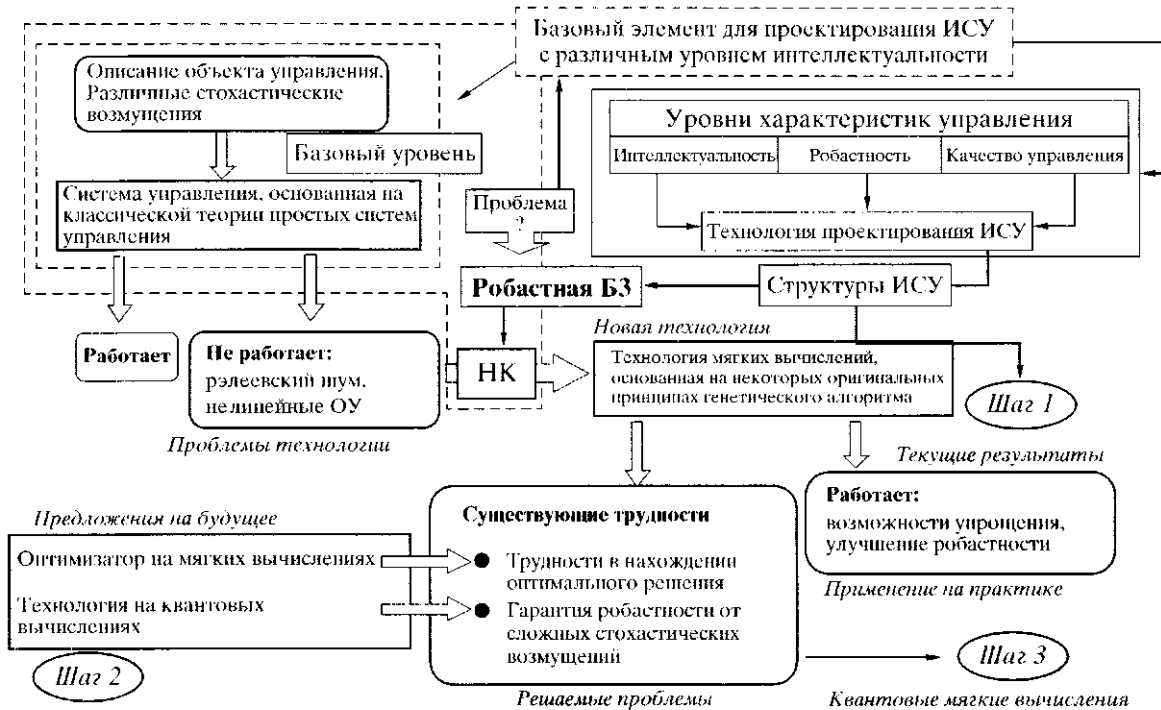 Базовый элемент для проектирования ИСУ
с различным уровнем интеллектуальности
Описание объекта управления.
Различные стохастические
возмущения
Базовый уровень
Система управления, основанная на
классической теории простых систем
управления
Уровни характеристик управления
Интеллектуальность
Робастность
Качество управления
Технология проектирования ИСУ
Проблема
?
Робастная БЗ
Структуры ИСУ
Работает
Не работает:
рэлеевский шум,
нелинейные ОУ
Проблемы технологии
НК
Новая технология
Технология мягких вычислений,
основанная на некоторых оригинальных
принципах генетического алгоритма
Шаг 1
Текущие результаты
Работает:
возможности упрощения,
улучшение робастности
Применение на практике
Предложения на будущее
Оптимизатор на мягких вычислениях
Технология на квантовых
вычислениях
Шаг 2
Существующие трудности
● Трудности в нахождении
оптимального решения
● Гарантия робастности от
сложных стохастических
возмущений
Решаемые проблемы
Шаг 3
Квантовые мягкие вычисления